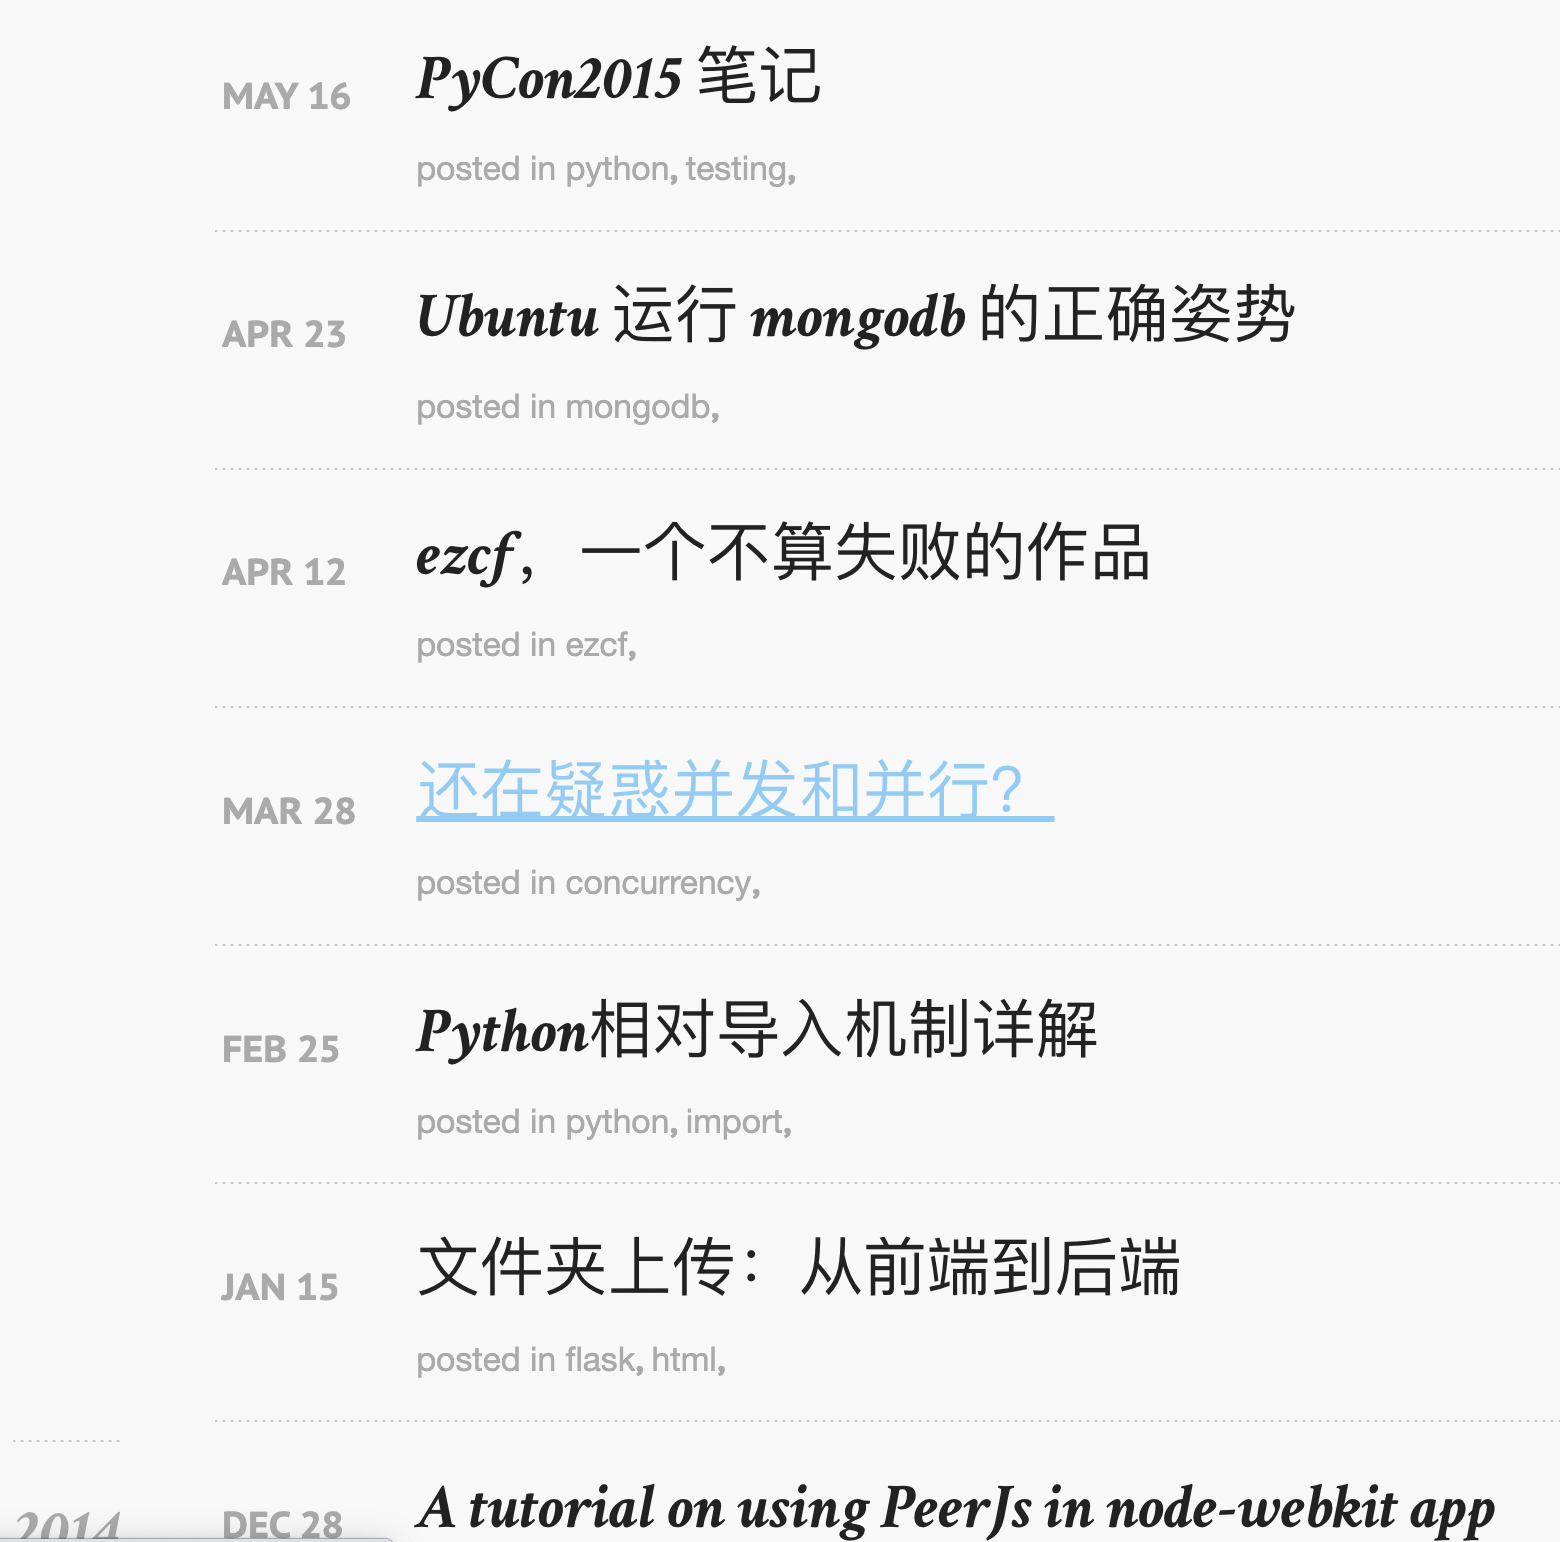 MAY 16
PyCon2015 笔记
posted in python, testing,
APR 23
Ubuntu 运行 mongodb 的正确姿势
posted in mongodb,
APR 12
ezcf，一个不算失败的作品
posted in ezcf,
MAR 28
还在疑惑并发和并行？
posted in concurrency,
FEB 25
Python相对导入机制详解
posted in python, import,
JAN 15
文件夹上传：从前端到后端
posted in flask, html,
2014
DEC 28
A tutorial on using PeerJs in node-webkit app